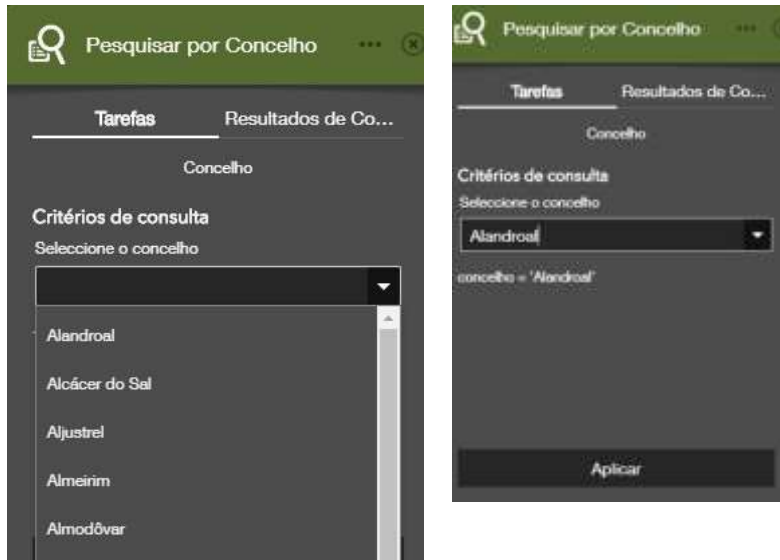 Pesquisar por Concelho
Tarefas Resultados de Co...
Concelho
Critérios de consulta
Seleccione o concelho
Alandroal
Alcácer do Sal
Aljustrel
Almeirim
Almodôvar
Pesquisar por Concelho
Tarefas Resultados de Co...
Concelho
Critérios de consulta
Seleccione o concelho
Alandroal
concelho = 'Alandroal'
Aplicar